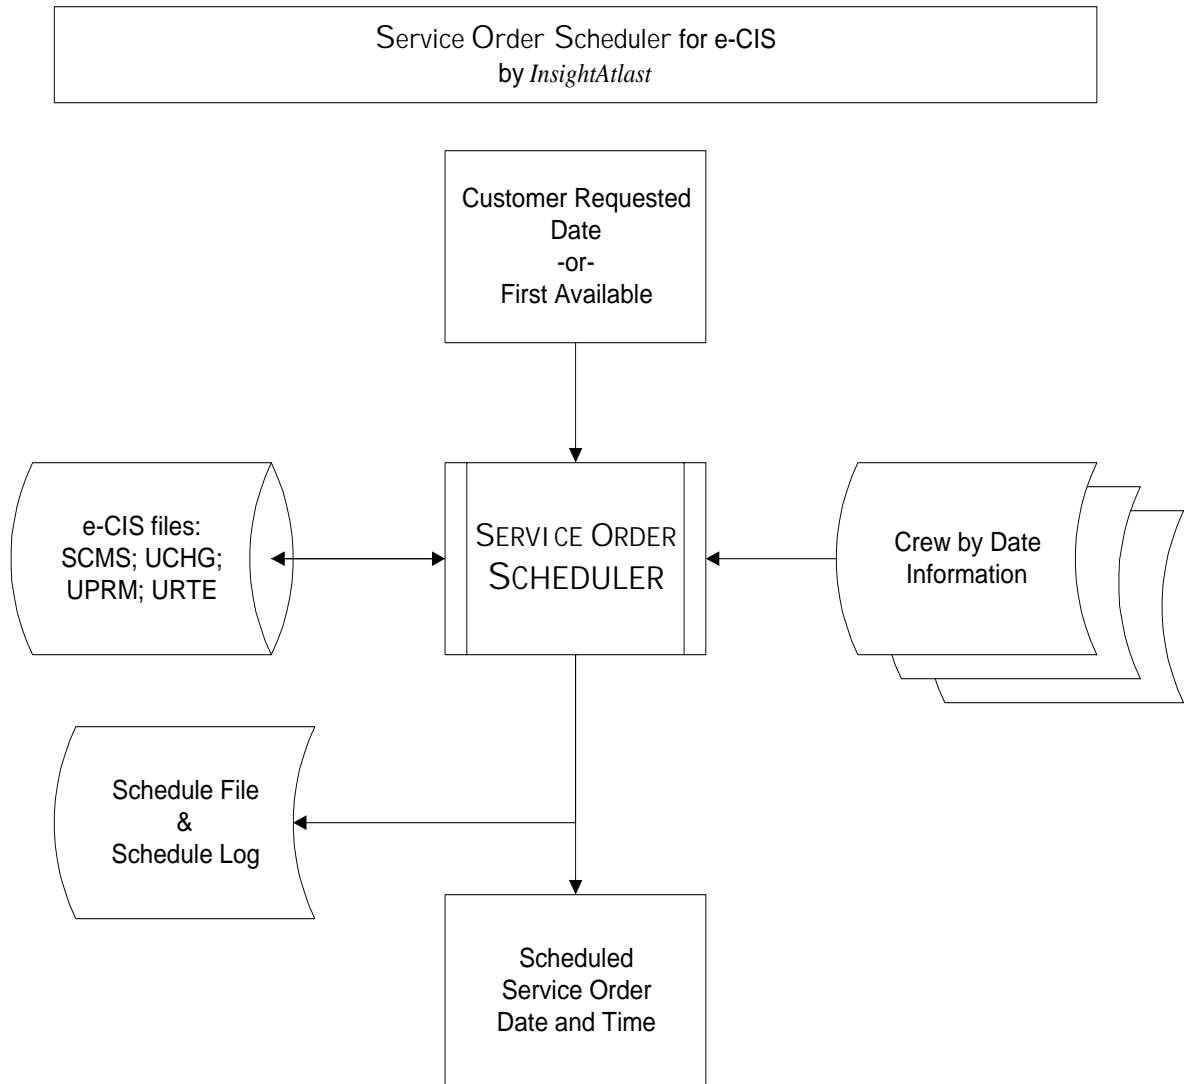 Service Order Scheduler for e-CIS
by InsightAtlast
Customer Requested
Date
-or-
First Available
e-CIS files:
SCMS; UCHG;
UPRM; URTE
SERVICE ORDER
SCHEDULER
Crew by Date
Information
Schedule File
&
Schedule Log
Scheduled
Service Order
Date and Time